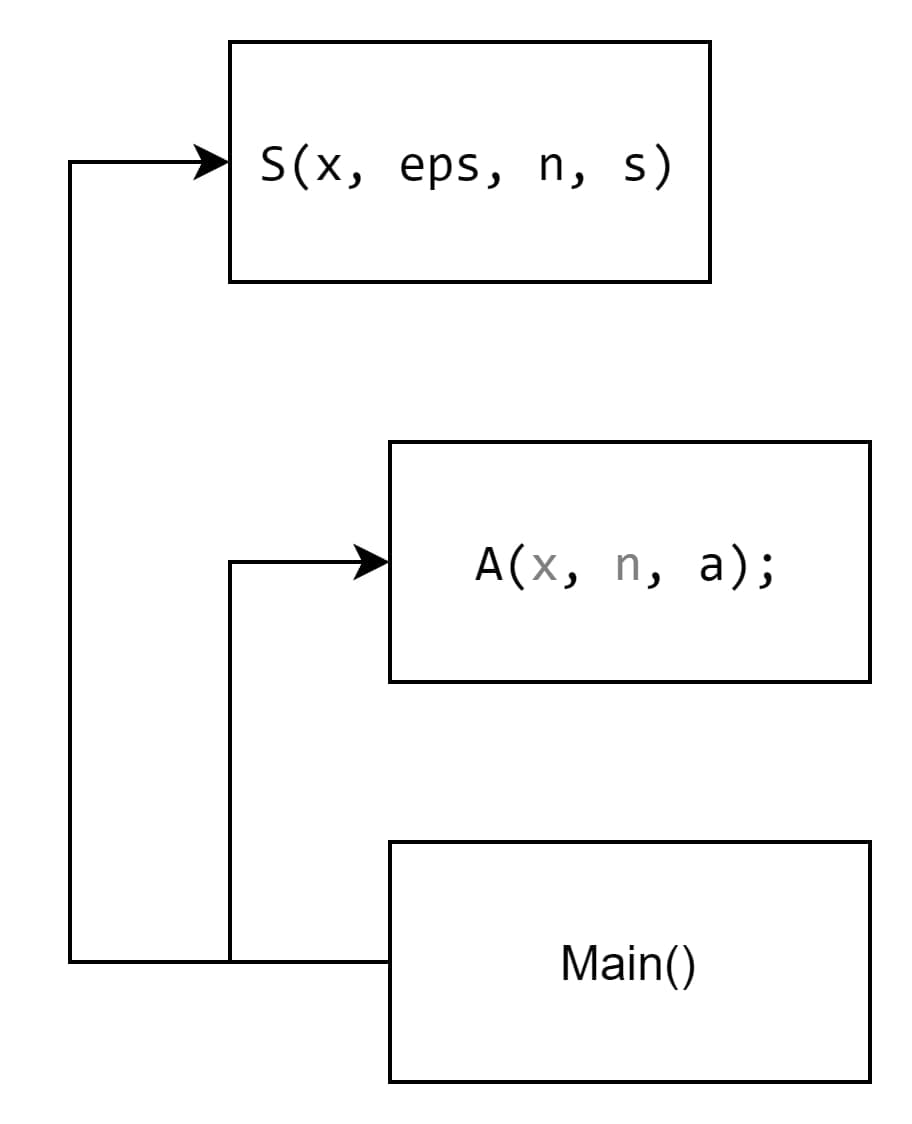 S(x, eps, n, s)
A(x, n, a);
Main()